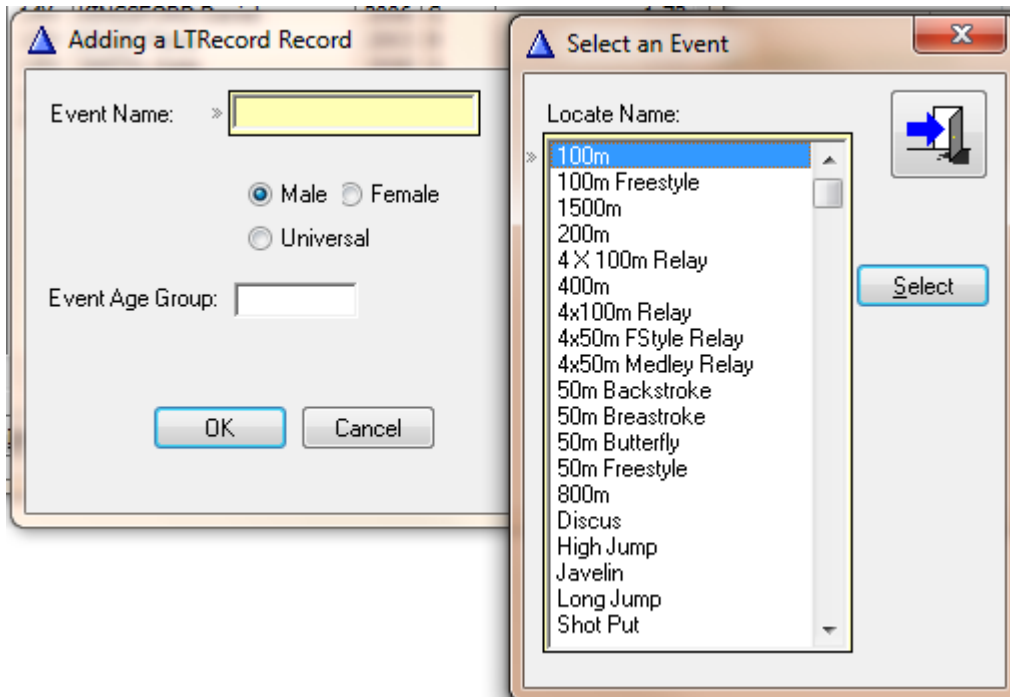 Adding a LTRecord Record
Event Name: »
Male Female
Universal
Event Age Group:
OK Cancel
Select an Event
X
Locate Name:
» 100m
100m Freestyle
1500m
200m
4 X 100m Relay
400m
4x100m Relay
4x50m FStyle Relay
4x50m Medley Relay
50m Backstroke
50m Breastroke
50m Butterfly
50m Freestyle
800m
Discus
High Jump
Javelin
Long Jump
Shot Put
Select